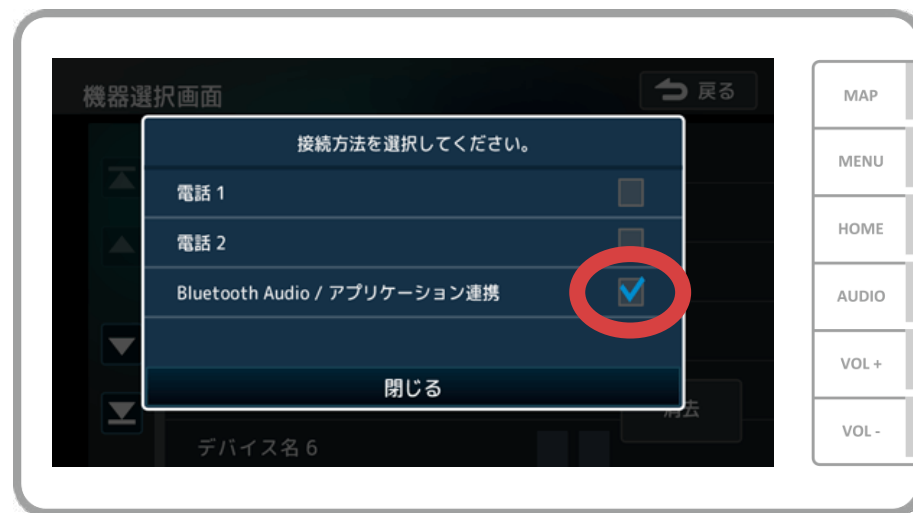 機器選択画面
戻る
接続方法を選択してください。
電話 1
電話 2
Bluetooth Audio / アプリケーション連携
閉じる
消去
デバイス名 6
MAP
MENU
HOME
AUDIO
VOL +
VOL -